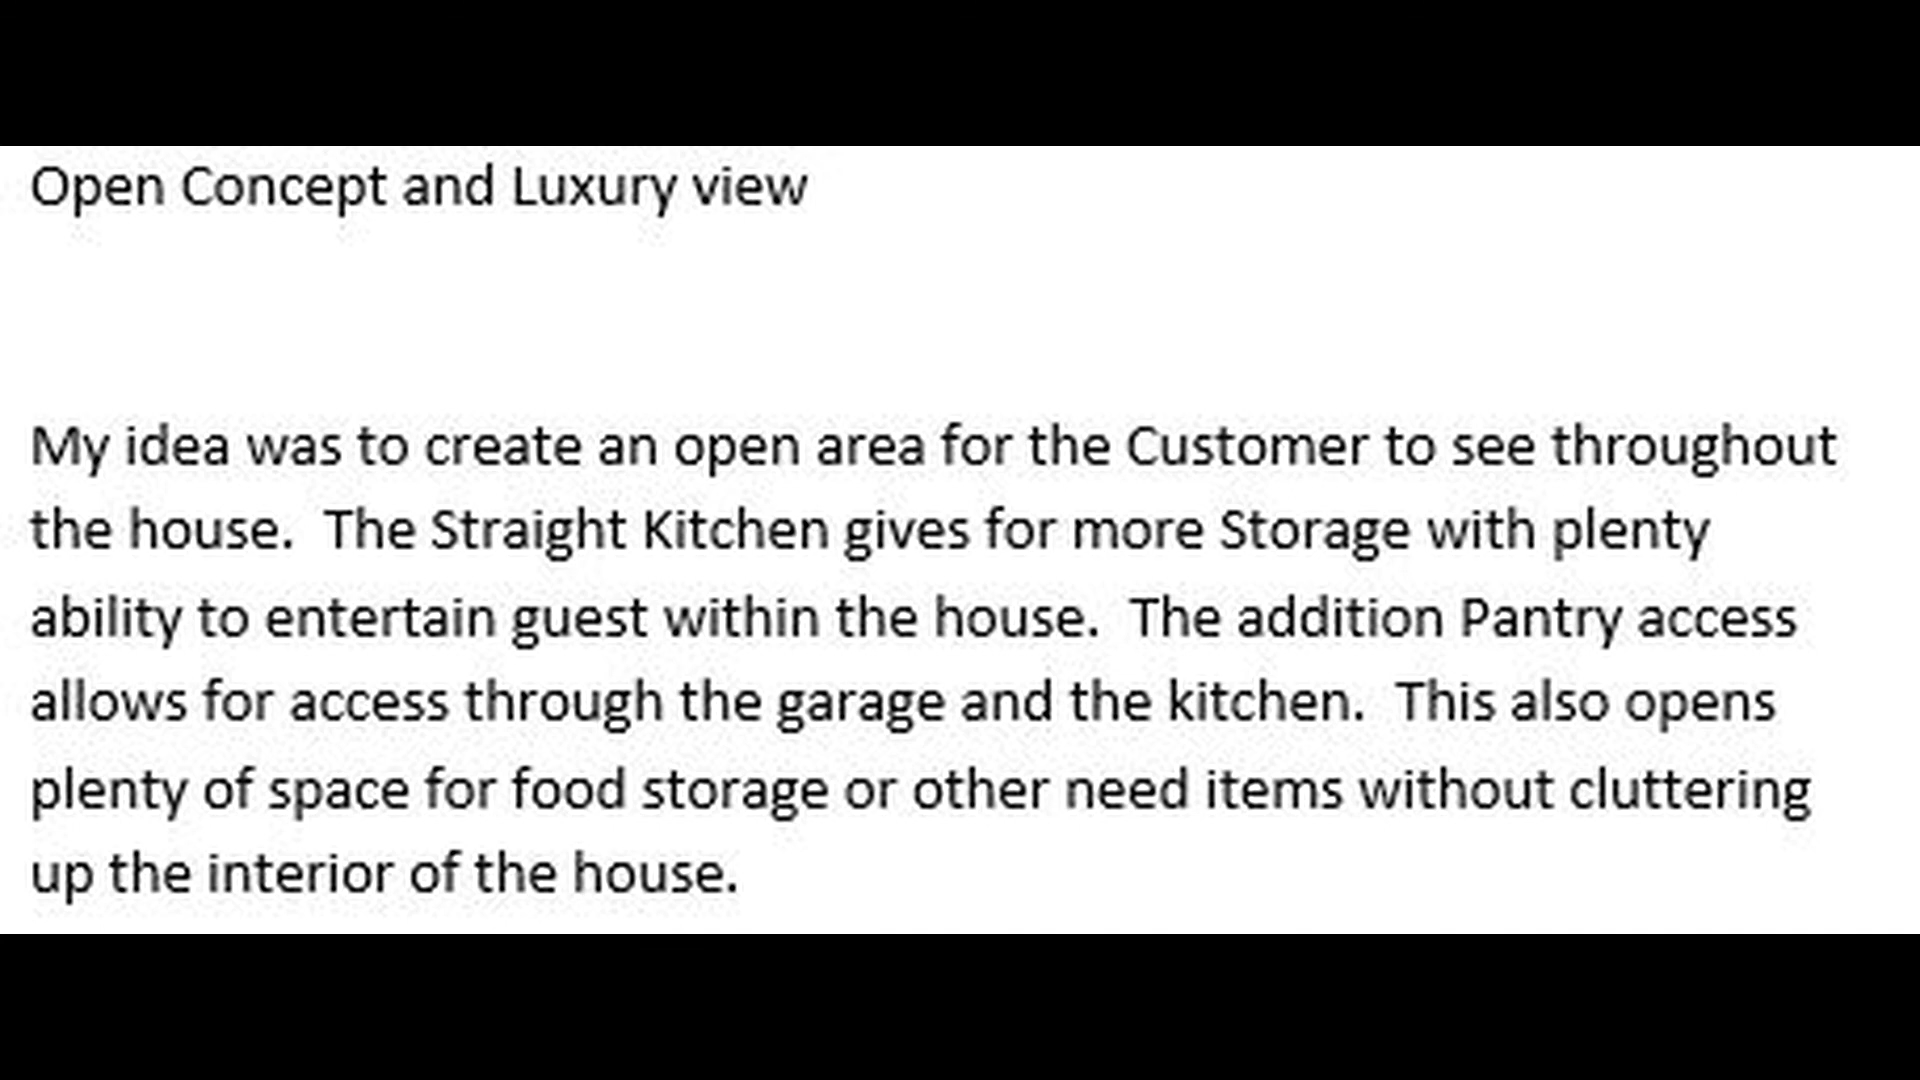 Open Concept and Luxury view
My idea was to create an open area for the Customer to see throughout
the house.  The Straight Kitchen gives for more Storage with plenty
ability to entertain guest within the house.  The addition Pantry access
allows for access through the garage and the kitchen.  This also opens
plenty of space for food storage or other need items without cluttering
up the interior of the house.